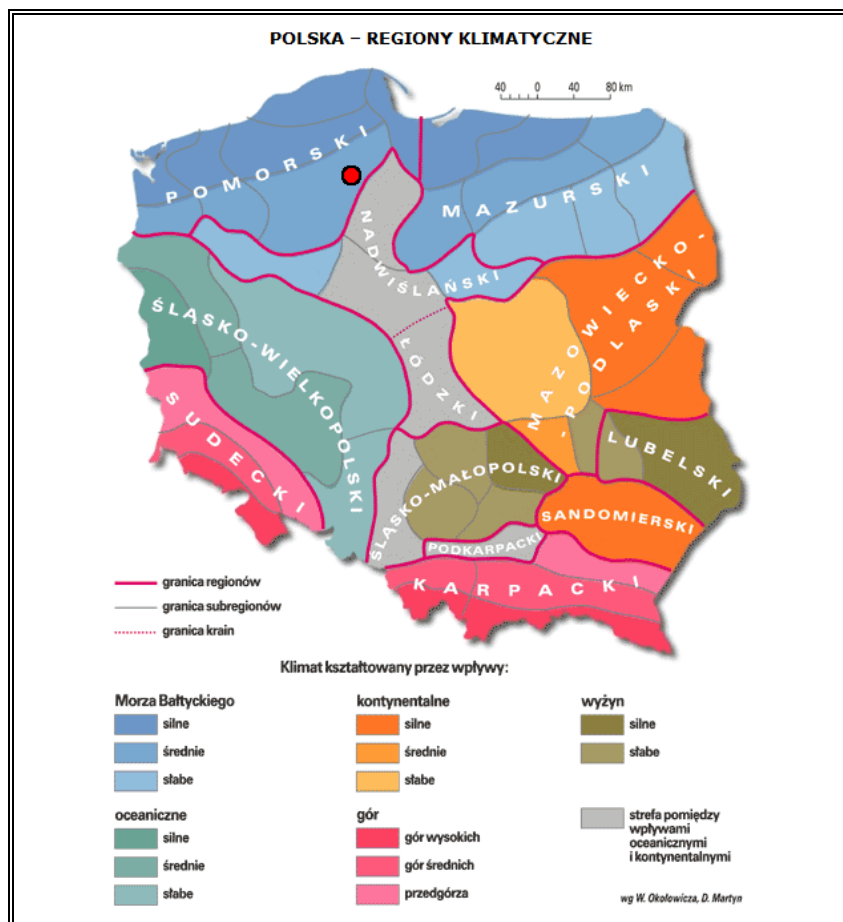 POLSKA – REGIONY KLIMATYCZNE
40 0 40 80 km
POMORSKI
MAZURSKI
NADWIŚLAŃSKI
MAZOWIECKO-
-PODLASKI
ŚLĄSKO-WIELKOPOLSKI
ŁÓDZKI
SUDECKI
LUBELSKI
ŚLĄSKO-MAŁOPOLSKI
SANDOMIERSKI
PODKARPACKI
KARPACKI
granica regionów
granica subregionów
granica krain
Klimat kształtowany przez wpływy:
Morza Bałtyckiego
silne
średnie
słabe
kontynentalne
silne
średnie
słabe
wyżyn
silne
słabe
oceaniczne
silne
średnie
słabe
gór
gór wysokich
gór średnich
przedgórza
strefa pomiędzy
wpływami
oceanicznymi
i kontynentalnymi
wg W. Okołowicza, D. Martyn